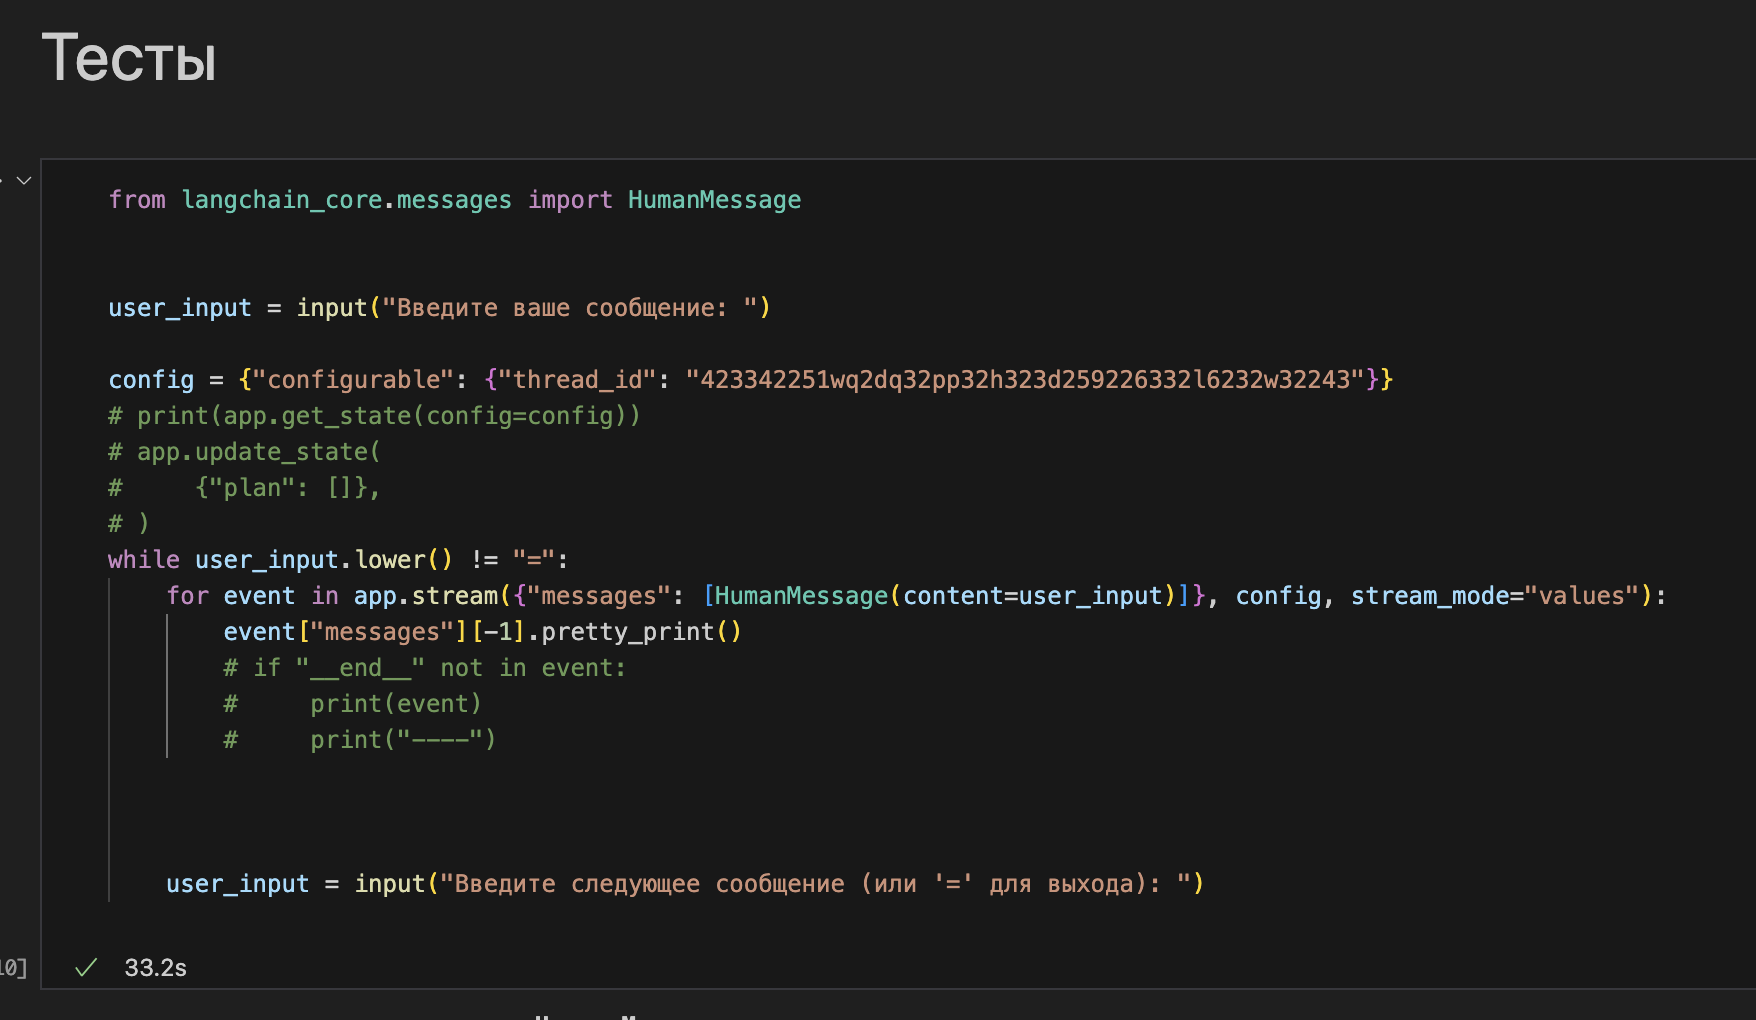 Тесты
from langchain_core.messages import HumanMessage
user_input = input("Введите ваше сообщение: ")
config = {"configurable": {"thread_id": "423342251wq2dq32pp32h323d259226332l6232w32243"}}
# print(app.get_state(config=config))
# app.update_state(
#     {"plan": []},
# )
while user_input.lower() != "=":
    for event in app.stream({"messages": [HumanMessage(content=user_input)]}, config, stream_mode="values"):
        event["messages"][-1].pretty_print()
        # if "__end__" not in event:
        #     print(event)
        #     print("----")
    user_input = input("Введите следующее сообщение (или '=' для выхода): ")
10]
33.2s